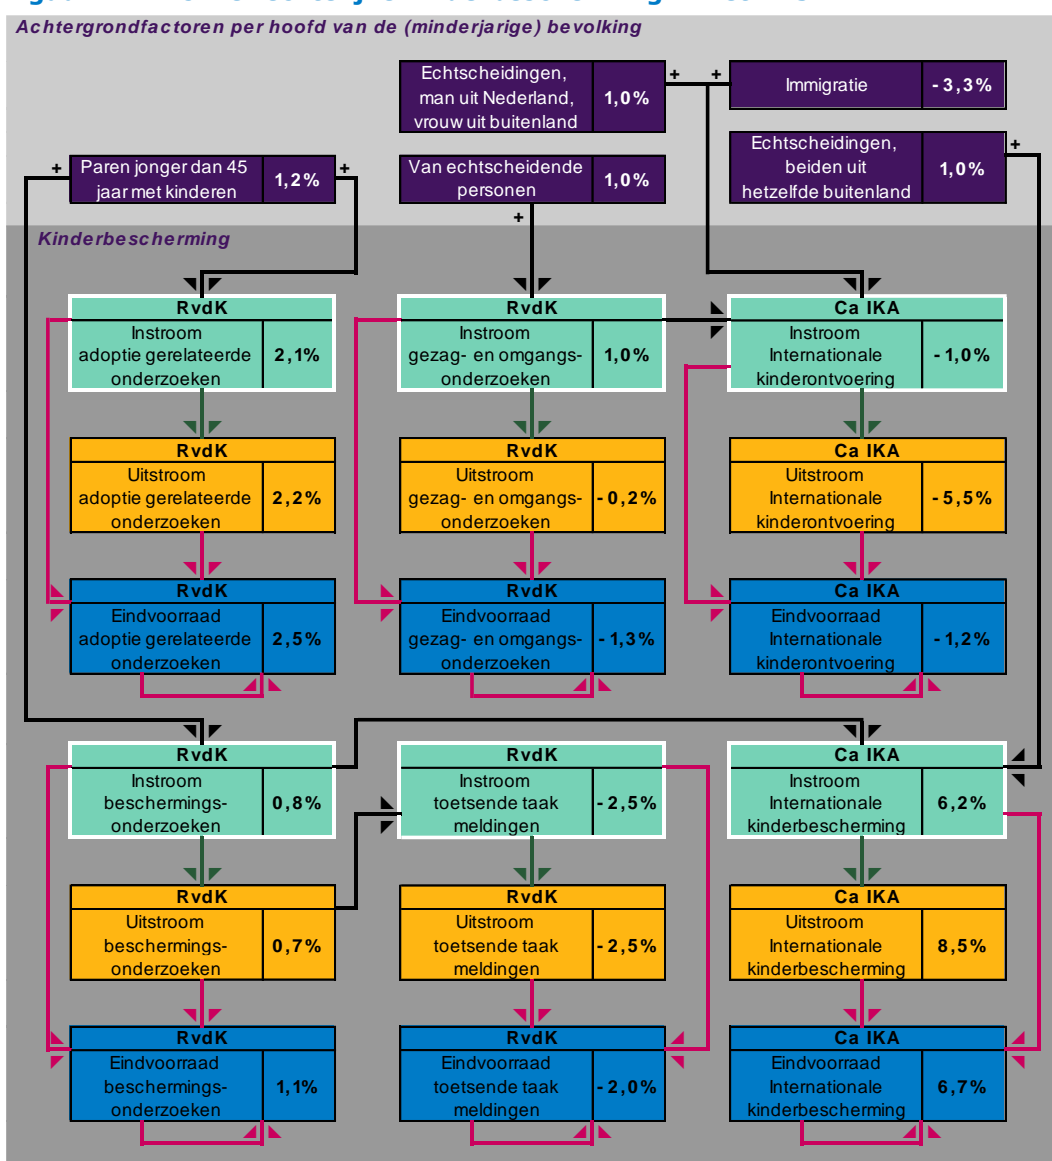 Achtergrondfactoren per hoofd van de (minderjarige) bevolking
Echtscheidingen,
man uit Nederland,
vrouw uit buitenland
1,0%
+
+
Immigratie
-3,3%
Echtscheidingen,
beiden uit
hetzelfde buitenland
1,0%
+
+
Paren jonger dan 45
jaar met kinderen
1,2%
+
Van echtscheidende
personen
1,0%
+
Kinderbescherming
RvdK
Instroom
adoptie gerelateerde
onderzoeken
2,1%
RvdK
Instroom
gezag- en omgangs-
onderzoeken
1,0%
Ca IKA
Instroom
Internationale
kinderontvoering
-1,0%
RvdK
Uitstroom
adoptie gerelateerde
onderzoeken
2,2%
RvdK
Uitstroom
gezag- en omgangs-
onderzoeken
-0,2%
Ca IKA
Uitstroom
Internationale
kinderontvoering
-5,5%
RvdK
Eindvoorraad
adoptie gerelateerde
onderzoeken
2,5%
RvdK
Eindvoorraad
gezag- en omgangs-
onderzoeken
-1,3%
Ca IKA
Eindvoorraad
Internationale
kinderontvoering
-1,2%
RvdK
Instroom
beschermings-
onderzoeken
0,8%
RvdK
Instroom
toetsende taak
meldingen
-2,5%
Ca IKA
Instroom
Internationale
kinderbescherming
6,2%
RvdK
Uitstroom
beschermings-
onderzoeken
0,7%
RvdK
Uitstroom
toetsende taak
meldingen
-2,5%
Ca IKA
Uitstroom
Internationale
kinderbescherming
8,5%
RvdK
Eindvoorraad
beschermings-
onderzoeken
1,1%
RvdK
Eindvoorraad
toetsende taak
meldingen
-2,0%
Ca IKA
Eindvoorraad
Internationale
kinderbescherming
6,7%